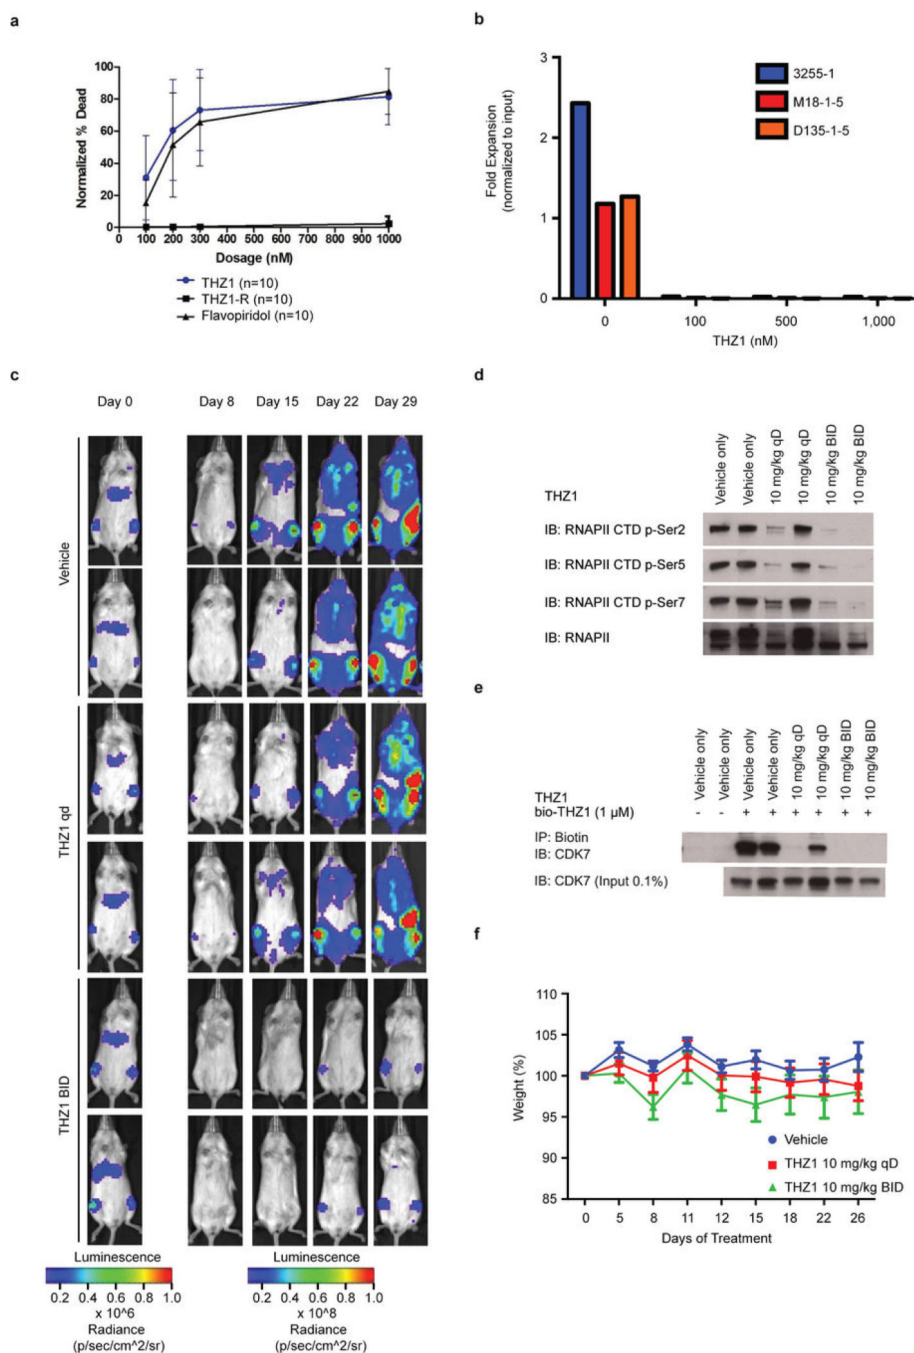 a
100
80
60
40
20
0
Normalized % Dead
0 100 200 300 400 500 600 700 800 900 1000
Dosage (nM)
THZ1 (n=10)
THZ1-R (n=10)
Flavopiridol (n=10)
b
3
2
1
0
Fold Expansion
(normalized to input)
3255-1
M18-1-5
D135-1-5
0 100 500 1,000
THZ1 (nM)
c
Day 0 Day 8 Day 15 Day 22 Day 29
Vehicle
THZ1 qd
THZ1 BID
Luminescence Luminescence
0.2 0.4 0.6 0.8 1.0 0.2 0.4 0.6 0.8 1.0
x 10^6 x 10^8
Radiance Radiance
(p/sec/cm^2/sr) (p/sec/cm^2/sr)
d
Vehicle only
Vehicle only
10 mg/kg qD
10 mg/kg qD
10 mg/kg BID
10 mg/kg BID
THZ1
IB: RNAPII CTD p-Ser2
IB: RNAPII CTD p-Ser5
IB: RNAPII CTD p-Ser7
IB: RNAPII
e
Vehicle only
Vehicle only
Vehicle only
Vehicle only
10 mg/kg qD
10 mg/kg qD
10 mg/kg BID
10 mg/kg BID
THZ1
bio-THZ1 (1 µM) - - + + + + + +
IP: Biotin
IB: CDK7
IB: CDK7 (Input 0.1%)
f
110
105
100
95
90
85
Weight (%)
Vehicle
THZ1 10 mg/kg qD
THZ1 10 mg/kg BID
0 5 8 11 12 15 18 22 26
Days of Treatment